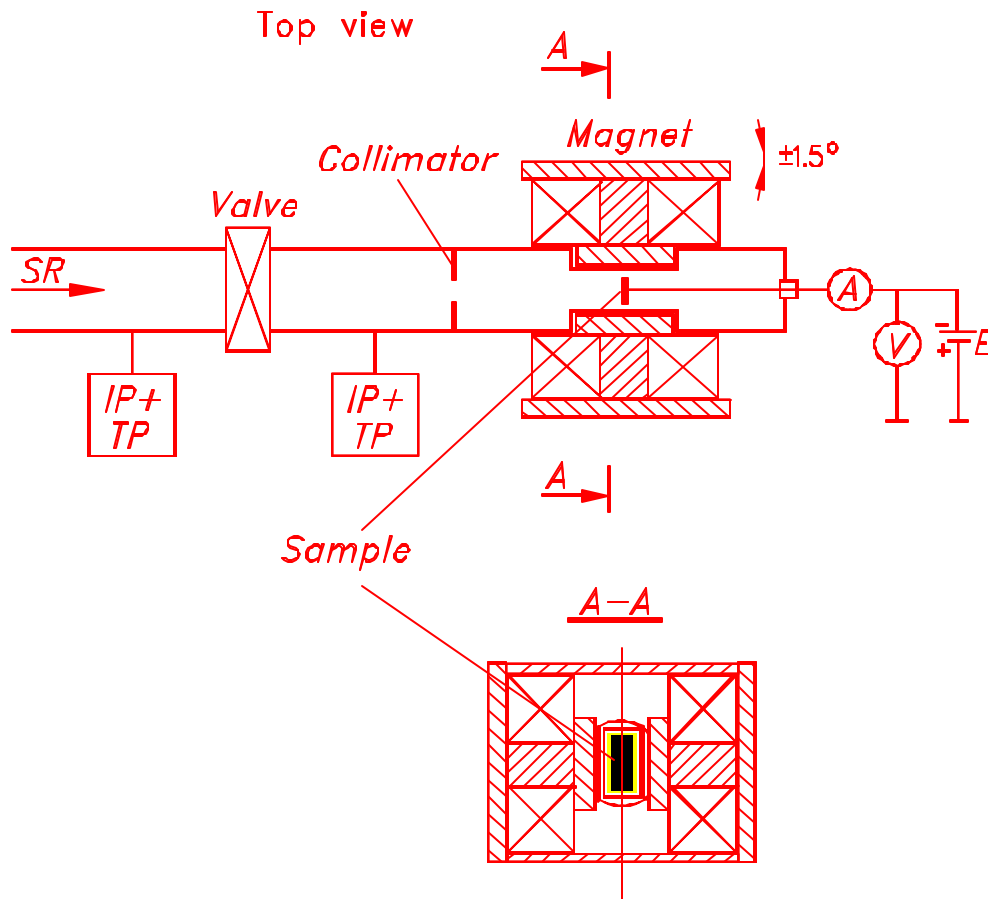 Top view
A
Magnet
±1.5°
Collimator
Valve
SR
A
V
-
+
E
IP+
TP
IP+
TP
A
Sample
A-A